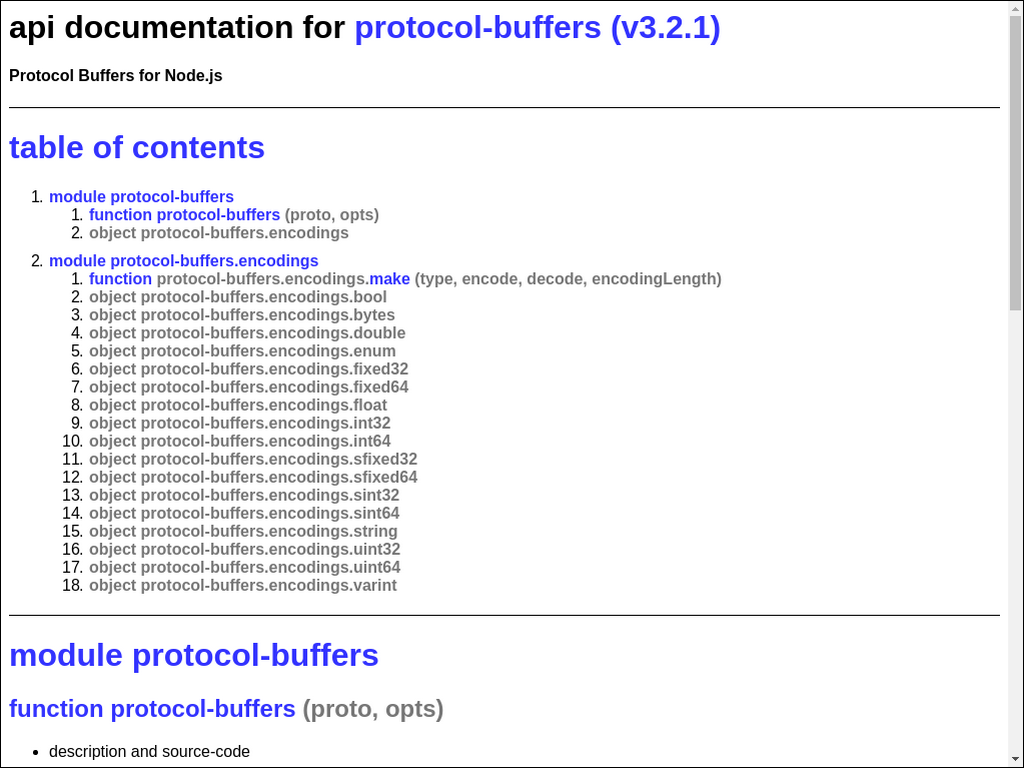 api documentation for protocol-buffers (v3.2.1)
Protocol Buffers for Node.js
table of contents
1. module protocol-buffers
1. function protocol-buffers (proto, opts)
2. object protocol-buffers.encodings
2. module protocol-buffers.encodings
1. function protocol-buffers.encodings.make (type, encode, decode, encodingLength)
2. object protocol-buffers.encodings.bool
3. object protocol-buffers.encodings.bytes
4. object protocol-buffers.encodings.double
5. object protocol-buffers.encodings.enum
6. object protocol-buffers.encodings.fixed32
7. object protocol-buffers.encodings.fixed64
8. object protocol-buffers.encodings.float
9. object protocol-buffers.encodings.int32
10. object protocol-buffers.encodings.int64
11. object protocol-buffers.encodings.sfixed32
12. object protocol-buffers.encodings.sfixed64
13. object protocol-buffers.encodings.sint32
14. object protocol-buffers.encodings.sint64
15. object protocol-buffers.encodings.string
16. object protocol-buffers.encodings.uint32
17. object protocol-buffers.encodings.uint64
18. object protocol-buffers.encodings.varint
module protocol-buffers
function protocol-buffers (proto, opts)
• description and source-code